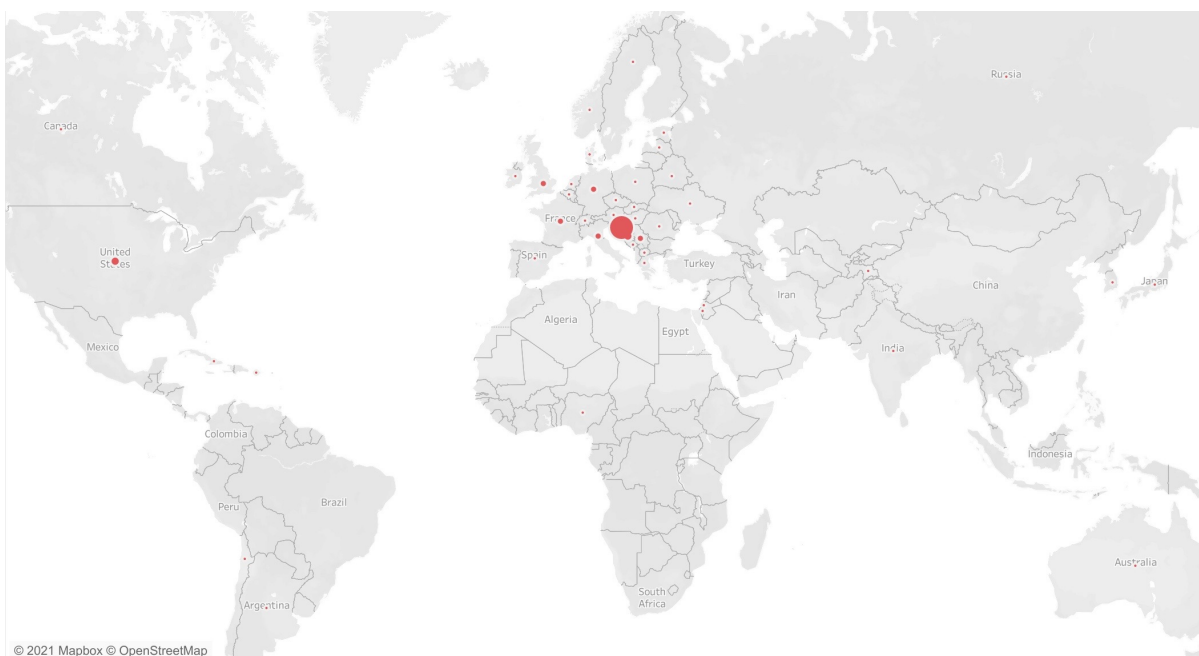 Russia
Canada
France
United
States
Spain
Turkey
Japan
China
Iran
Algeria
Egypt
Mexico
India
Colombia
Indonesia
Peru
Brazil
Australia
South
Africa
Argentina
© 2021 Mapbox © OpenStreetMap